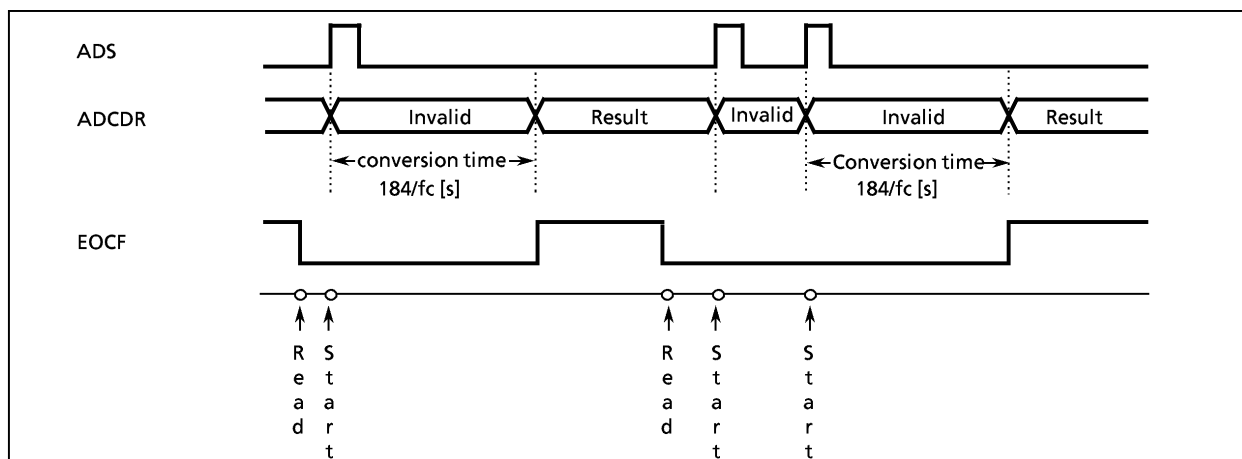 ADS
ADCDR
Invalid
Result
Invalid
Invalid
Result
conversion time
184/fc [s]
Conversion time
184/fc [s]
EOCF
Read
Start
Read
Start
Start